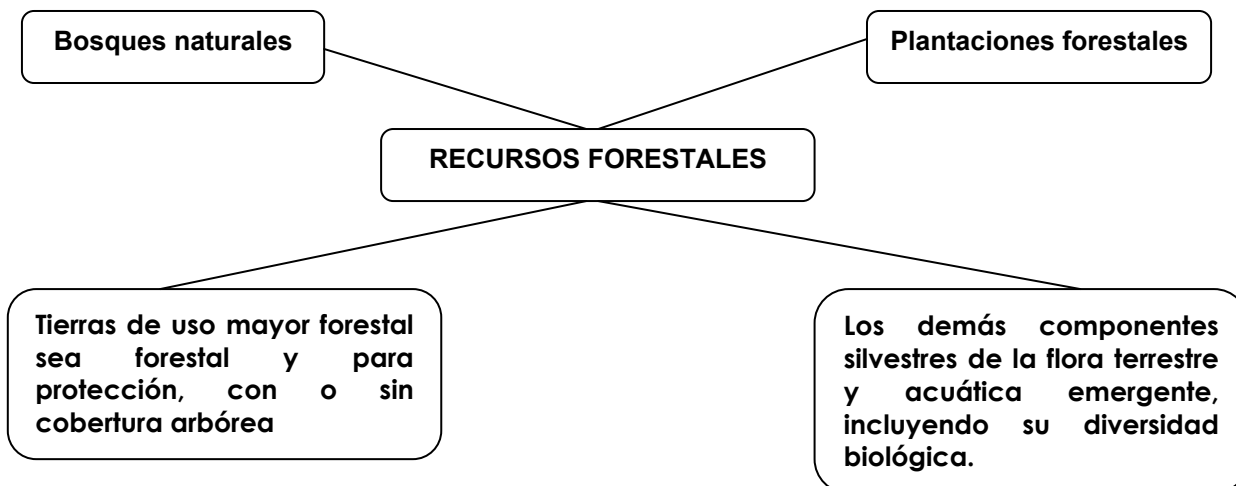 Bosques naturales
Plantaciones forestales
RECURSOS FORESTALES
Tierras de uso mayor forestal
sea forestal y para
protección, con o sin
cobertura arbórea
Los demás componentes
silvestres de la flora terrestre
y acuática emergente,
incluyendo su diversidad
biológica.